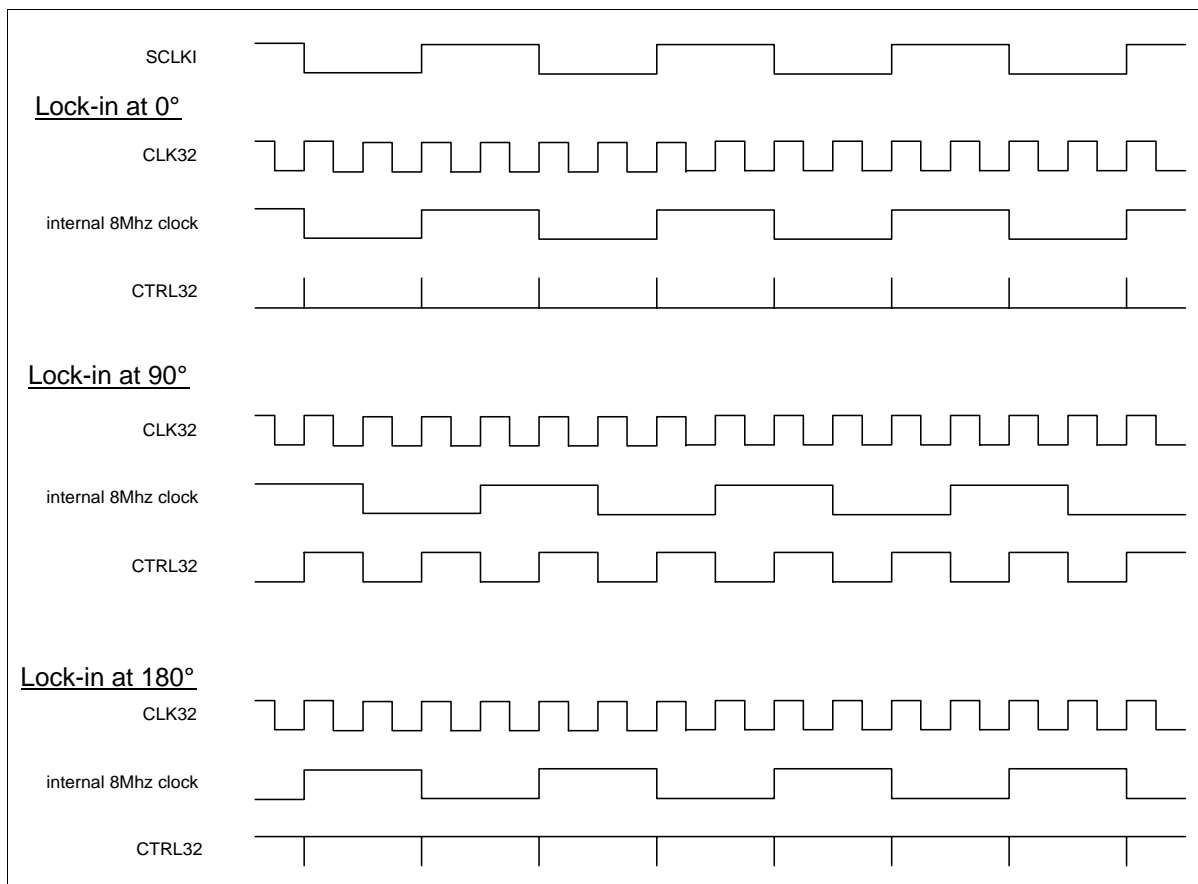 SCLKI
Lock-in at 0°
CLK32
internal 8Mhz clock
CTRL32
Lock-in at 90°
CLK32
internal 8Mhz clock
CTRL32
Lock-in at 180°
CLK32
internal 8Mhz clock
CTRL32